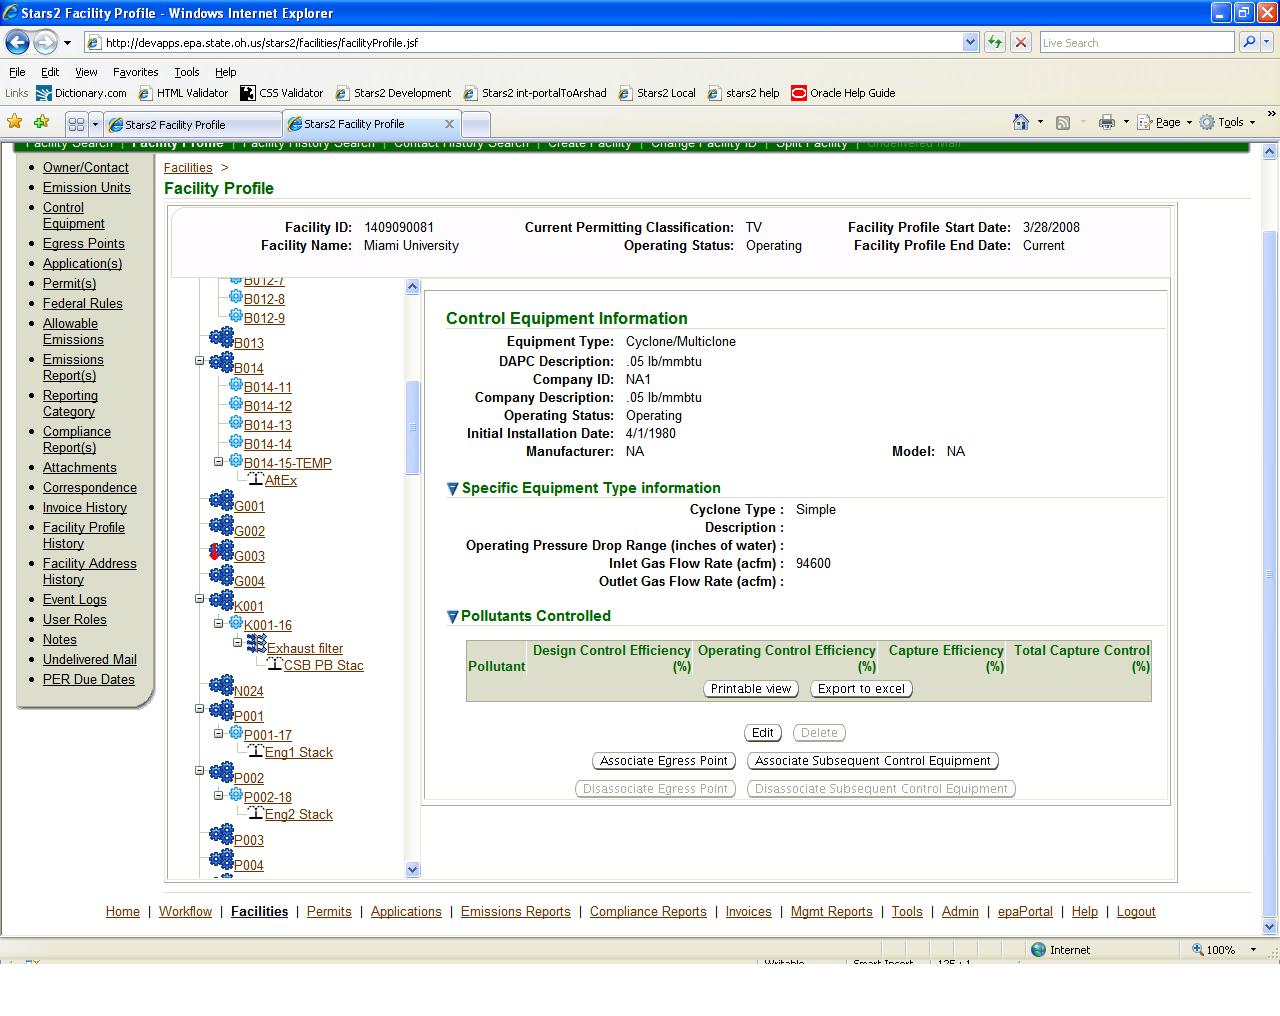 Stars2 Facility Profile - Windows Internet Explorer
http://devapps.epa.state.oh.us/stars2/facilities/facilityProfile.jsf
Live Search
File Edit View Favorites Tools Help
Links Dictionary.com HTML Validator CSS Validator Stars2 Development Stars2 int-portalToArshad Stars2 Local stars2 help Oracle Help Guide
Stars2 Facility Profile Stars2 Facility Profile Page Tools »
Facility Search | Facility Profile | Facility History Search | Contact History Search | Create Facility | Change Facility ID | Split Facility | Undelivered Mail
Owner/Contact
Emission Units
Control
Equipment
Egress Points
Application(s)
Permit(s)
Federal Rules
Allowable
Emissions
Emissions
Report(s)
Reporting
Category
Compliance
Report(s)
Attachments
Correspondence
Invoice History
Facility Profile
History
Facility Address
History
Event Logs
User Roles
Notes
Undelivered Mail
PER Due Dates
Facilities >
Facility Profile
Facility ID: 1409090081 Current Permitting Classification: TV Facility Profile Start Date: 3/28/2008
Facility Name: Miami University Operating Status: Operating Facility Profile End Date: Current
B012-7
B012-8
B012-9
B013
B014
B014-11
B014-12
B014-13
B014-14
B014-15-TEMP
AftEx
G001
G002
G003
G004
K001
K001-16
Exhaust filter
CSB PB Stac
N024
P001
P001-17
Eng1 Stack
P002
P002-18
Eng2 Stack
P003
P004
Control Equipment Information
Equipment Type: Cyclone/Multiclone
DAPC Description: .05 lb/mmbtu
Company ID: NA1
Company Description: .05 lb/mmbtu
Operating Status: Operating
Initial Installation Date: 4/1/1980
Manufacturer: NA Model: NA
Specific Equipment Type information
Cyclone Type : Simple
Description :
Operating Pressure Drop Range (inches of water) :
Inlet Gas Flow Rate (acfm) : 94600
Outlet Gas Flow Rate (acfm) :
Pollutants Controlled
Pollutant Design Control Efficiency (%) Operating Control Efficiency (%) Capture Efficiency (%) Total Capture Control (%)
Printable view Export to excel
Edit Delete
Associate Egress Point Associate Subsequent Control Equipment
Disassociate Egress Point Disassociate Subsequent Control Equipment
Home | Workflow | Facilities | Permits | Applications | Emissions Reports | Compliance Reports | Invoices | Mgmt Reports | Tools | Admin | epaPortal | Help | Logout
Internet 100%
Writable Smart Insert 125 : 1